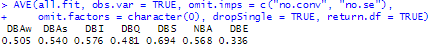 > AVE(all.fit, obs.var = TRUE, omit.imps = c("no.conv", "no.se"),
+     omit.factors = character(0), dropSingle = TRUE, return.df = TRUE)
 DBAw  DBAs   DBI   DBQ   DBS   NBA   DBE
0.505 0.540 0.576 0.481 0.694 0.568 0.336